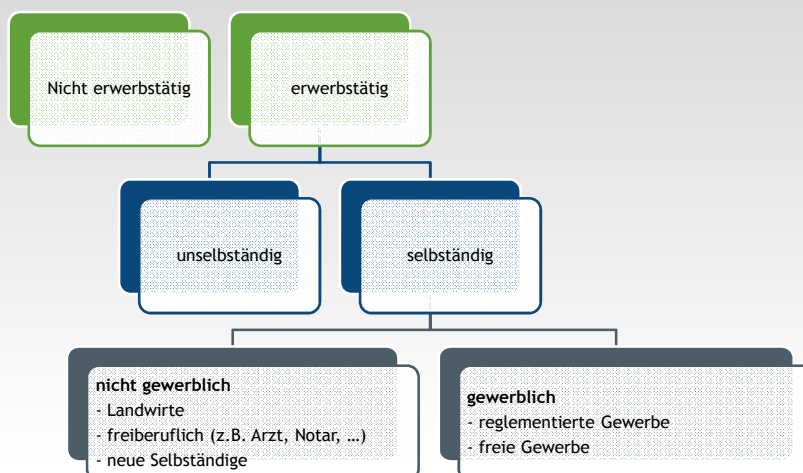 Nicht erwerbstätig
erwerbstätig
unselbständig
selbständig
nicht gewerblich
- Landwirte
- freiberuflich (z.B. Arzt, Notar, …)
- neue Selbständige
gewerblich
- reglementierte Gewerbe
- freie Gewerbe